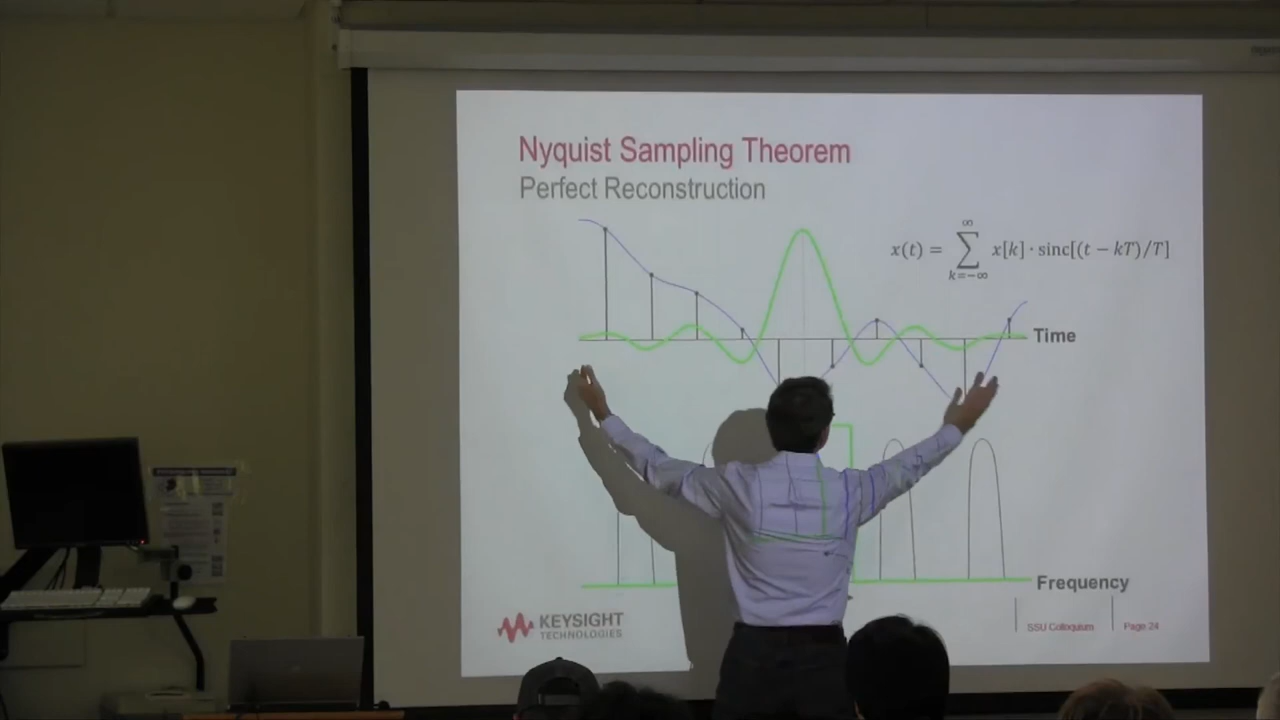 Nyquist Sampling Theorem
Perfect Reconstruction
x(t) = ∑_{k=-∞}^{∞} x[k] · sinc[(t − kT)/T]
Time
Frequency
KEYSIGHT
TECHNOLOGIES
SSU Colloquium
Page 24